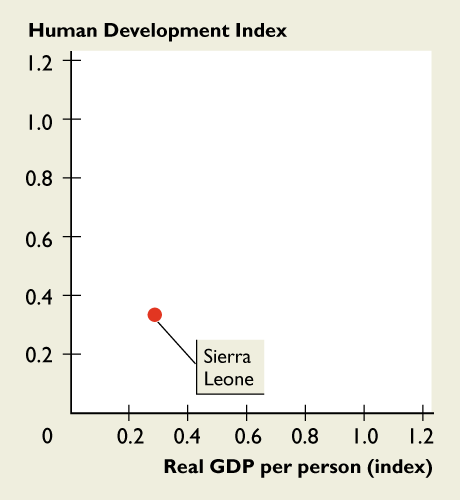 Human Development Index
1.2
1.0
0.8
0.6
0.4
0.2
Sierra
Leone
0 0.2 0.4 0.6 0.8 1.0 1.2
Real GDP per person (index)